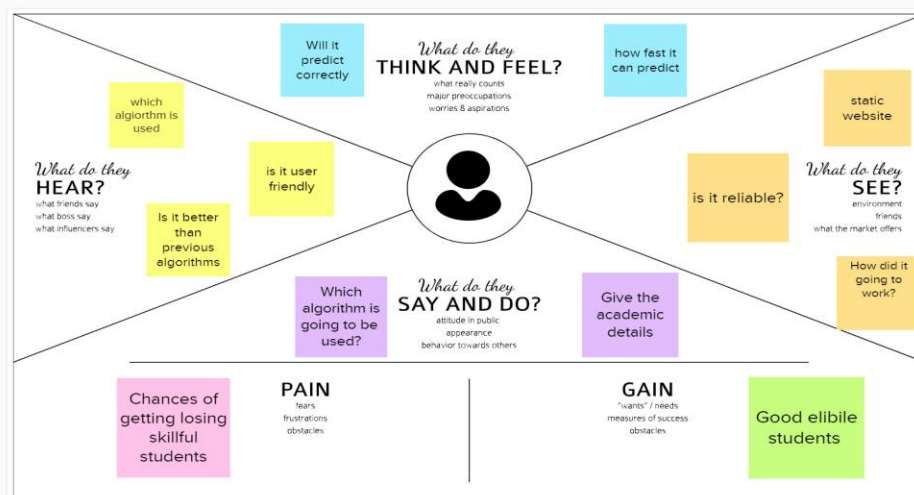 Will it
predict
correctly
What do they
THINK AND FEEL?
what really counts
major preoccupations
worries & aspirations
how fast it
can predict
which
algiorthm is
used
is it user
friendly
What do they
HEAR?
what friends say
what boss say
what influencers say
Is it better
than
previous
algorithms
static
website
is it reliable?
What do they
SEE?
environment
friends
what the market offers
How did it
going to
work?
Which
algorithm is
going to be
used?
What do they
SAY AND DO?
attitude in public
appearance
behavior towards others
Give the
academic
details
Chances of
getting losing
skillful
students
PAIN
fears
frustrations
obstacles
GAIN
"wants" / needs
measures of success
obstacles
Good elibile
students